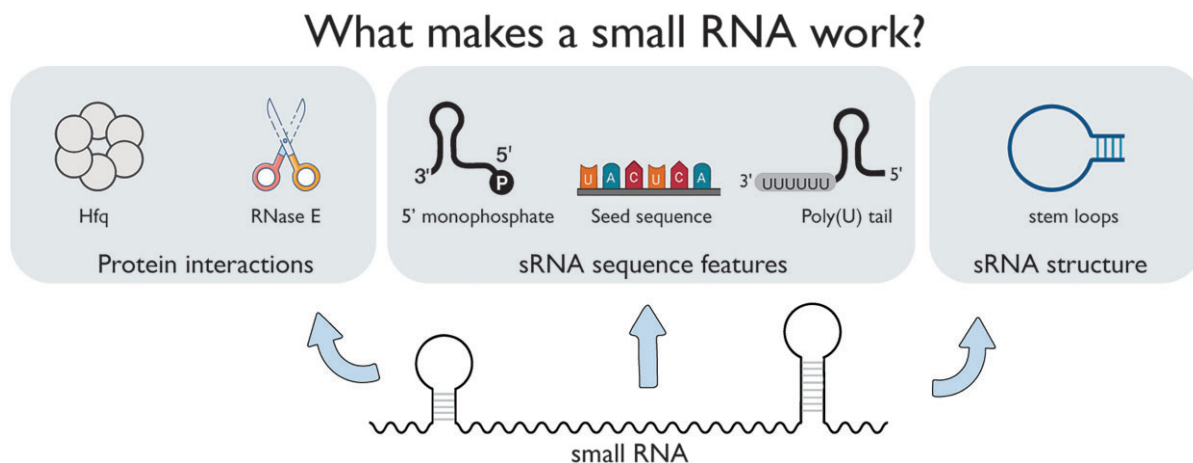 What makes a small RNA work?
Hfq
RNase E
Protein interactions
3'
5'
P
5' monophosphate
U A C U C A
Seed sequence
3' UUUUUU 5'
Poly(U) tail
sRNA sequence features
stem loops
sRNA structure
small RNA